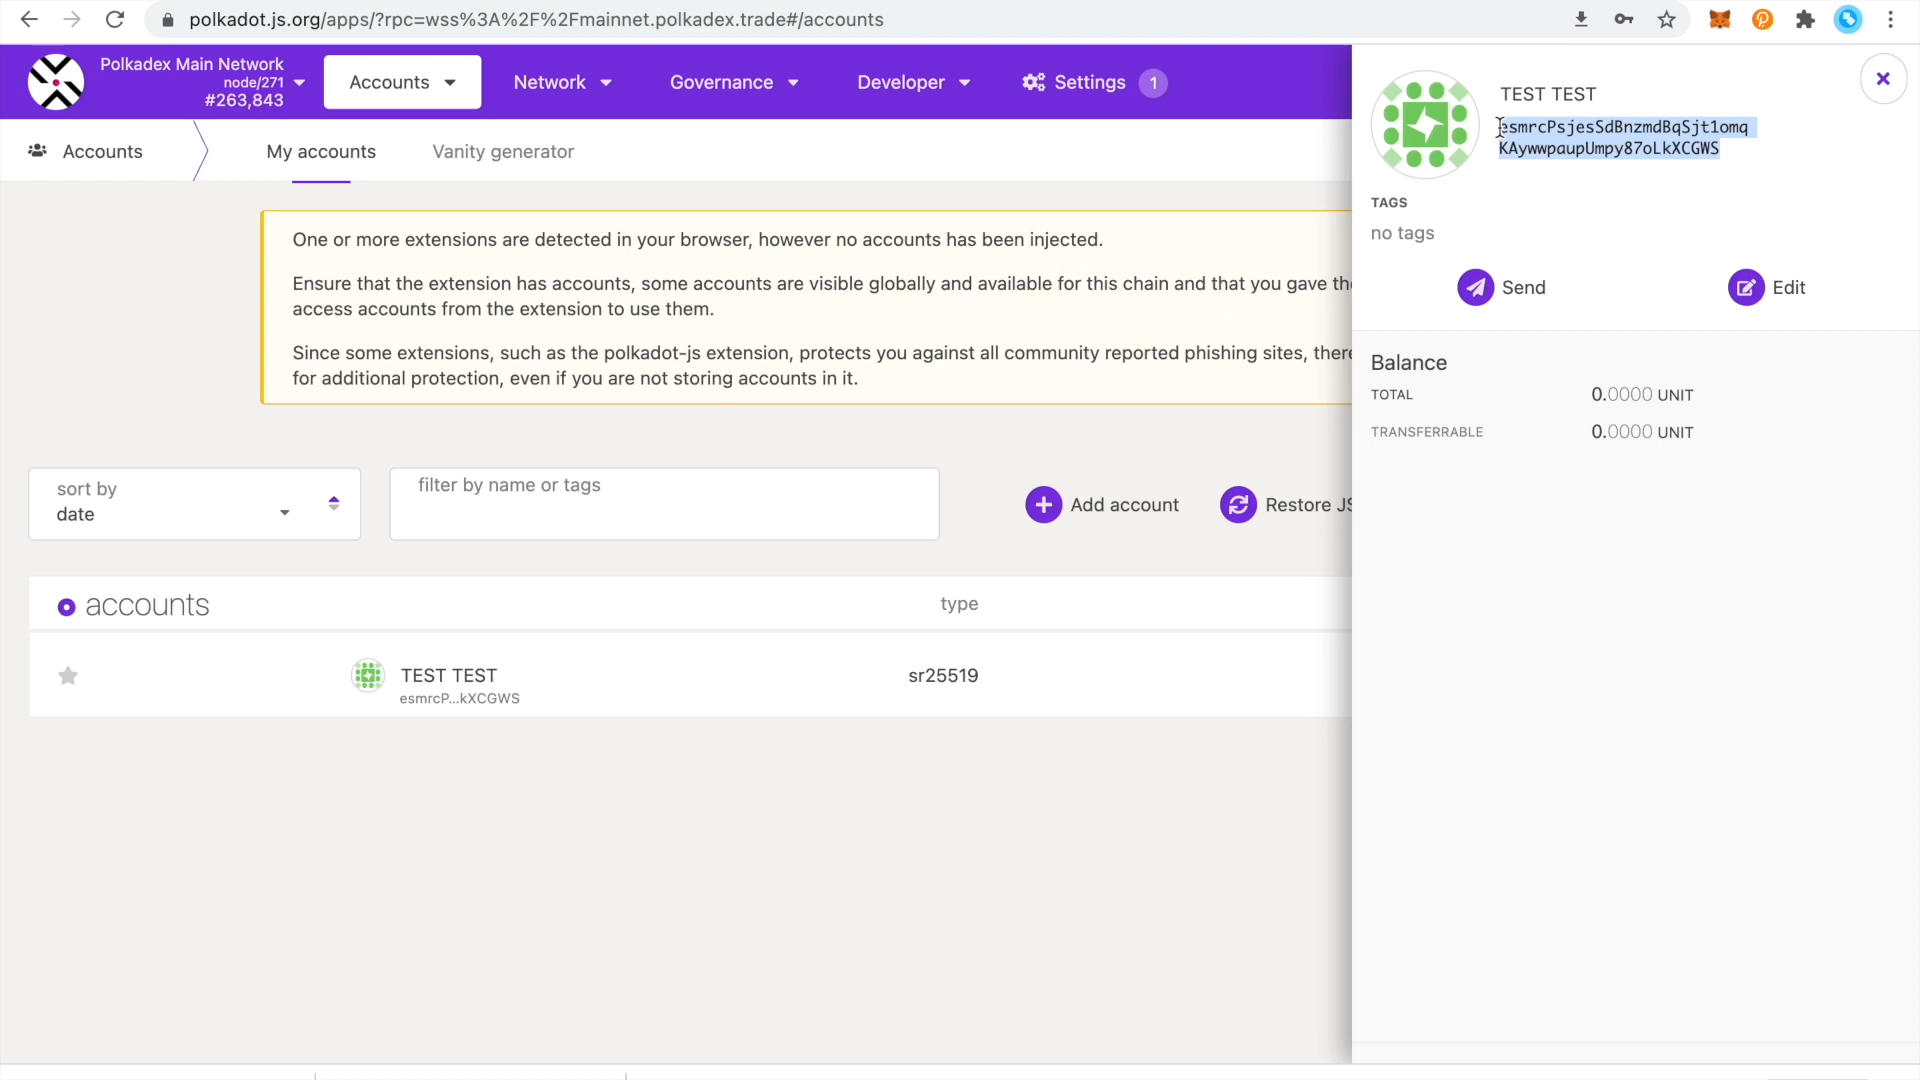 polkadot.js.org/apps/?rpc=wss%3A%2F%2Fmainnet.polkadex.trade#/accounts
Polkadex Main Network
node/271
#263,843
Accounts
Network
Governance
Developer
Settings
1
Accounts
My accounts
Vanity generator
One or more extensions are detected in your browser, however no accounts has been injected.
Ensure that the extension has accounts, some accounts are visible globally and available for this chain and that you gave the
access accounts from the extension to use them.
Since some extensions, such as the polkadot-js extension, protects you against all community reported phishing sites, there
for additional protection, even if you are not storing accounts in it.
sort by
date
filter by name or tags
Add account
Restore JS
accounts
type
TEST TEST
esmrcP...kXCGWS
sr25519
TEST TEST
esmrcPsjesSdBnzmdBqSjt1omq
KAywwpaupUmpy87oLkXCGWS
TAGS
no tags
Send
Edit
Balance
TOTAL
0.0000 UNIT
TRANSFERRABLE
0.0000 UNIT